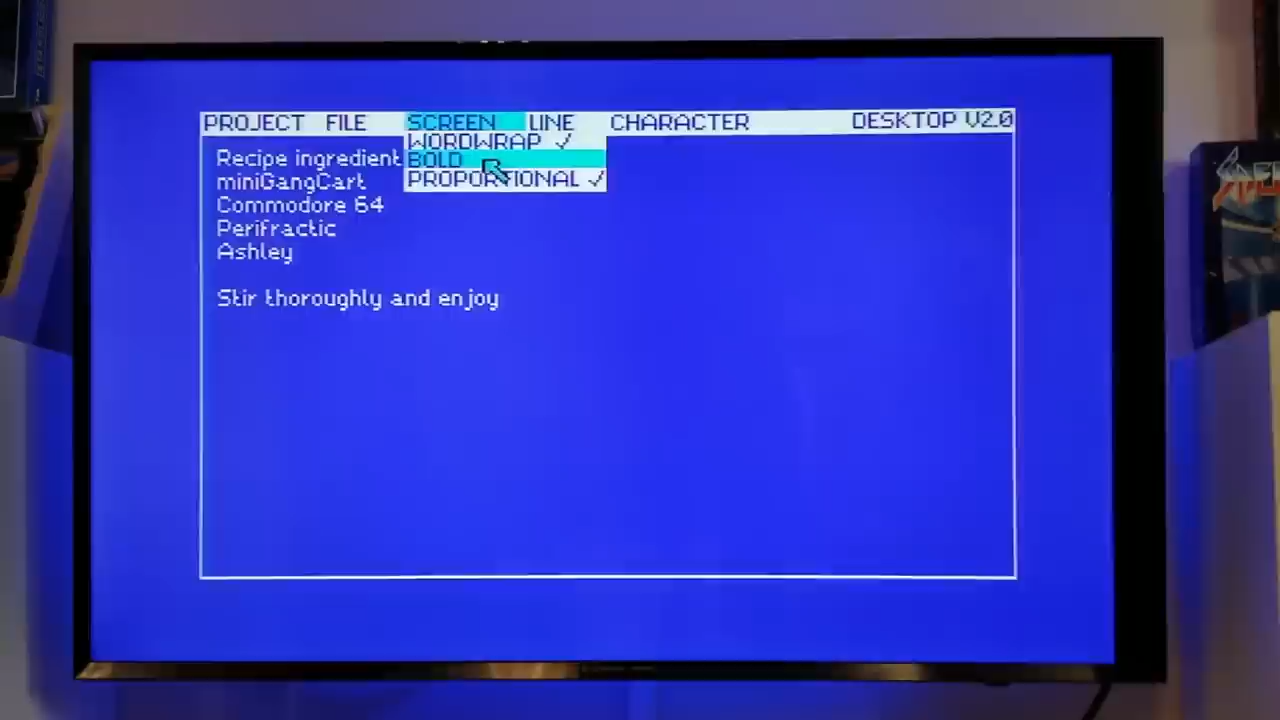 PROJECT FILE SCREEN LINE CHARACTER DESKTOP V2.0
WORDWRAP ✓
BOLD
PROPORTIONAL ✓
Recipe ingredient
miniGangCart
Commodore 64
Perifractic
Ashley
Stir thoroughly and enjoy